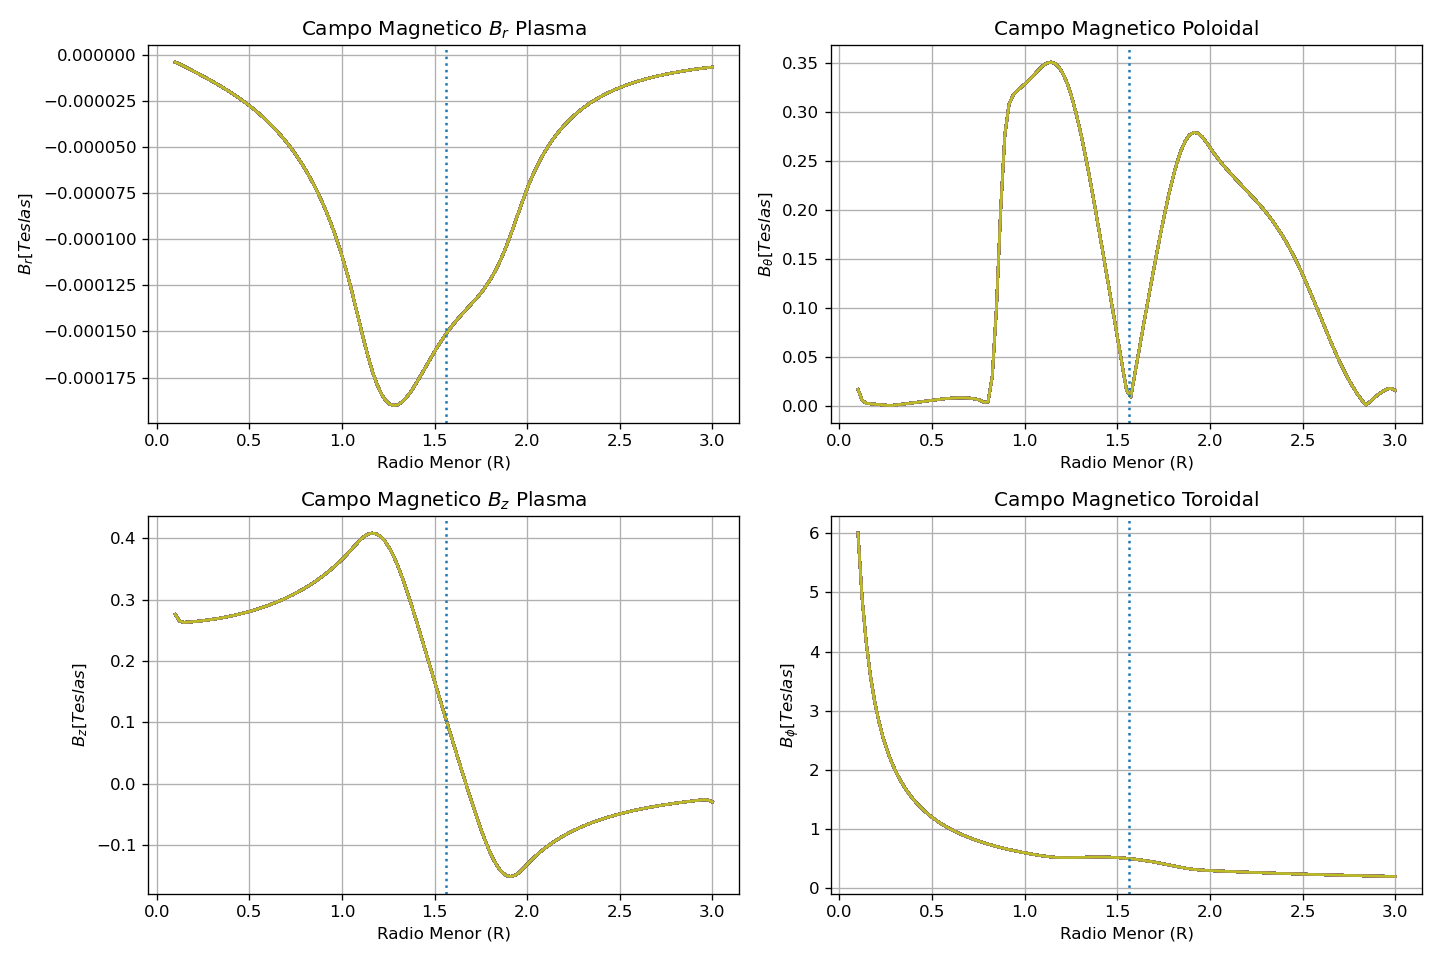 Campo Magnetico B_r Plasma
0.000000
−0.000025
−0.000050
−0.000075
−0.000100
−0.000125
−0.000150
−0.000175
B_r[Teslas]
0.0 0.5 1.0 1.5 2.0 2.5 3.0
Radio Menor (R)
Campo Magnetico Poloidal
0.35
0.30
0.25
0.20
0.15
0.10
0.05
0.00
B_θ[Teslas]
0.0 0.5 1.0 1.5 2.0 2.5 3.0
Radio Menor (R)
Campo Magnetico B_z Plasma
0.4
0.3
0.2
0.1
0.0
−0.1
B_z[Teslas]
0.0 0.5 1.0 1.5 2.0 2.5 3.0
Radio Menor (R)
Campo Magnetico Toroidal
6
5
4
3
2
1
0
B_ϕ[Teslas]
0.0 0.5 1.0 1.5 2.0 2.5 3.0
Radio Menor (R)